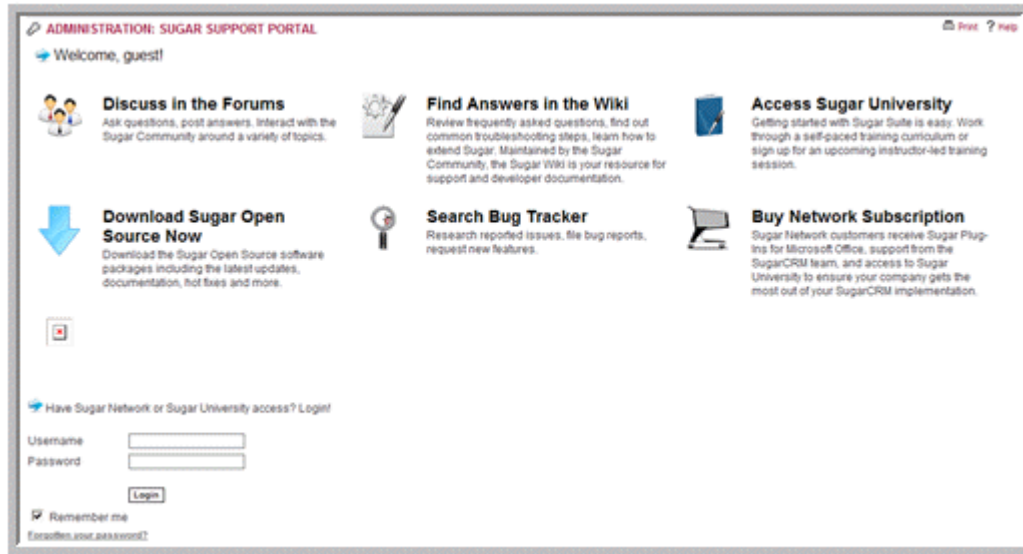 ADMINISTRATION: SUGAR SUPPORT PORTAL
Print ? Help
Welcome, guest!
Discuss in the Forums
Ask questions, post answers. Interact with the
Sugar Community around a variety of topics.
Find Answers in the Wiki
Review frequently asked questions, find out
common troubleshooting steps, learn how to
extend Sugar. Maintained by the Sugar
Community, the Sugar Wiki is your resource for
support and developer documentation.
Access Sugar University
Getting started with Sugar Suite is easy. Work
through a self-paced training curriculum or
sign up for an upcoming instructor-led training
session.
Download Sugar Open
Source Now
Download the Sugar Open Source software
packages including the latest updates,
documentation, hot fixes and more.
Search Bug Tracker
Research reported issues, file bug reports,
request new features.
Buy Network Subscription
Sugar Network customers receive Sugar Plug-
Ins for Microsoft Office, support from the
SugarCRM team, and access to Sugar
University to ensure your company gets the
most out of your SugarCRM implementation.
Have Sugar Network or Sugar University access? Login!
Username
Password
Login
Remember me
Forgotten your password?